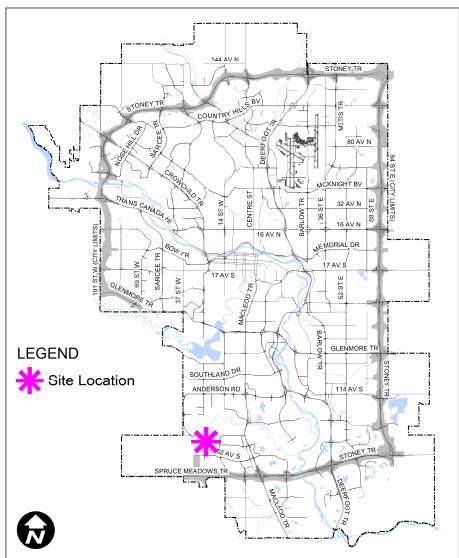 144 AV N
STONEY TR
STONEY TR
COUNTRY HILLS BV
METIS TR
DEERFOOT TR
NOSE HILL DR
SARCEE TR
80 AV N
84 ST E (CITY LIMITS)
CROWCHILD TR
MCKNIGHT BV
TRANS CANADA HI
14 ST W
CENTRE ST
BARLOW TR
36 ST E
32 AV N
68 ST E
16 AV N
16 AV N
MEMORIAL DR
101 ST W (CITY LIMITS)
69 ST W
SARCEE TR
BOW TR
37 ST W
17 AV S
17 AV S
52 ST E
GLENMORE TR
MACLEOD TR
BARLOW TR
GLENMORE TR
LEGEND
Site Location
SOUTHLAND DR
ANDERSON RD
114 AV S
STONEY TR
STONEY TR
SPRUCE MEADOWS TR
MACLEOD TR
DEERFOOT TR
N